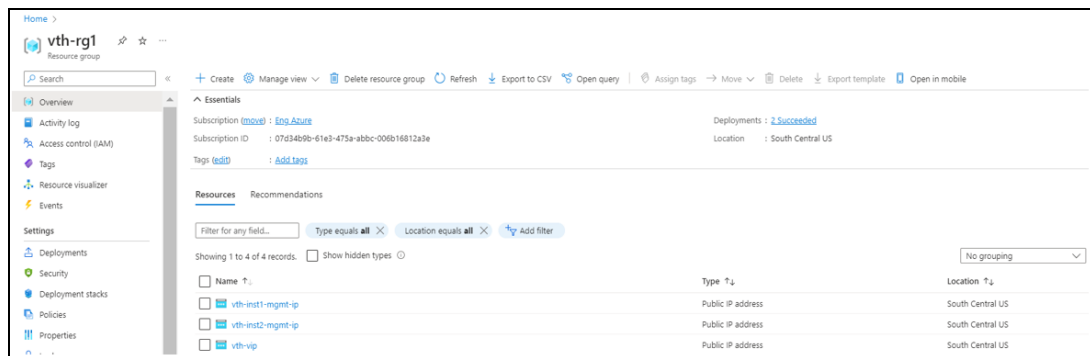 Home >
vth-rg1
Resource group
Search
Overview
Activity log
Access control (IAM)
Tags
Resource visualizer
Events
Settings
Deployments
Security
Deployment stacks
Policies
Properties
Create Manage view Delete resource group Refresh Export to CSV Open query Assign tags Move Delete Export template Open in mobile
Essentials
Subscription (move) : Eng Azure Deployments : 2 Succeeded
Subscription ID : 07d34b9b-61e3-475a-abbc-006b16812a3e Location : South Central US
Tags (edit) : Add tags
Resources Recommendations
Filter for any field... Type equals all Location equals all Add filter
Showing 1 to 4 of 4 records. Show hidden types No grouping
Name Type Location
vth-inst1-mgmt-ip Public IP address South Central US
vth-inst2-mgmt-ip Public IP address South Central US
vth-vip Public IP address South Central US